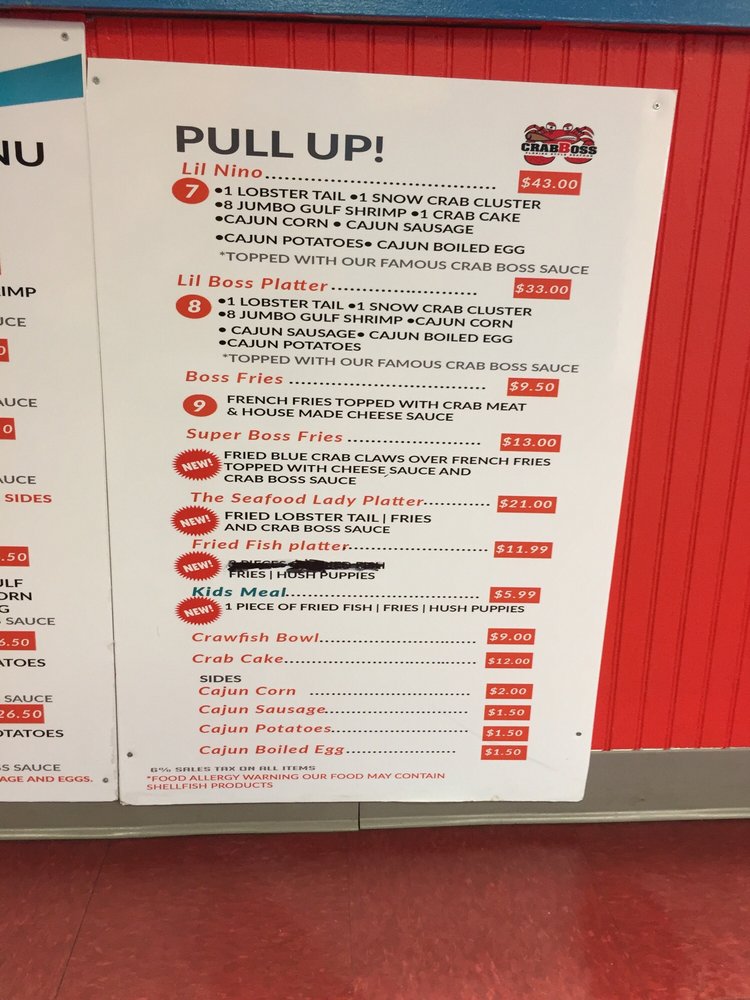 NU
IMP
UCE
AUCE
0
AUCE
SIDES
.50
ULF
ORN
G
SAUCE
6.50
ATOES
SAUCE
26.50
OTATOES
SS SAUCE
AGE AND EGGS.
PULL UP!
CRABBOSS
Lil Nino.................................... $43.00
7 •1 LOBSTER TAIL •1 SNOW CRAB CLUSTER
•8 JUMBO GULF SHRIMP •1 CRAB CAKE
•CAJUN CORN • CAJUN SAUSAGE
•CAJUN POTATOES• CAJUN BOILED EGG
*TOPPED WITH OUR FAMOUS CRAB BOSS SAUCE
Lil Boss Platter ...................... $33.00
8 •1 LOBSTER TAIL •1 SNOW CRAB CLUSTER
•8 JUMBO GULF SHRIMP •CAJUN CORN
• CAJUN SAUSAGE• CAJUN BOILED EGG
•CAJUN POTATOES
*TOPPED WITH OUR FAMOUS CRAB BOSS SAUCE
Boss Fries .............................. $9.50
9 FRENCH FRIES TOPPED WITH CRAB MEAT
& HOUSE MADE CHEESE SAUCE
Super Boss Fries .................... $13.00
NEW! FRIED BLUE CRAB CLAWS OVER FRENCH FRIES
TOPPED WITH CHEESE SAUCE AND
CRAB BOSS SAUCE
The Seafood Lady Platter.......... $21.00
NEW! FRIED LOBSTER TAIL | FRIES
AND CRAB BOSS SAUCE
Fried Fish platter..................... $11.99
NEW!
FRIES | HUSH PUPPIES
Kids Meal................................ $5.99
NEW! 1 PIECE OF FRIED FISH | FRIES | HUSH PUPPIES
Crawfish Bowl........................ $9.00
Crab Cake............................... $12.00
SIDES
Cajun Corn ........................ $2.00
Cajun Sausage..................... $1.50
Cajun Potatoes.................... $1.50
Cajun Boiled Egg................ $1.50
6% SALES TAX ON ALL ITEMS
*FOOD ALLERGY WARNING OUR FOOD MAY CONTAIN
SHELLFISH PRODUCTS